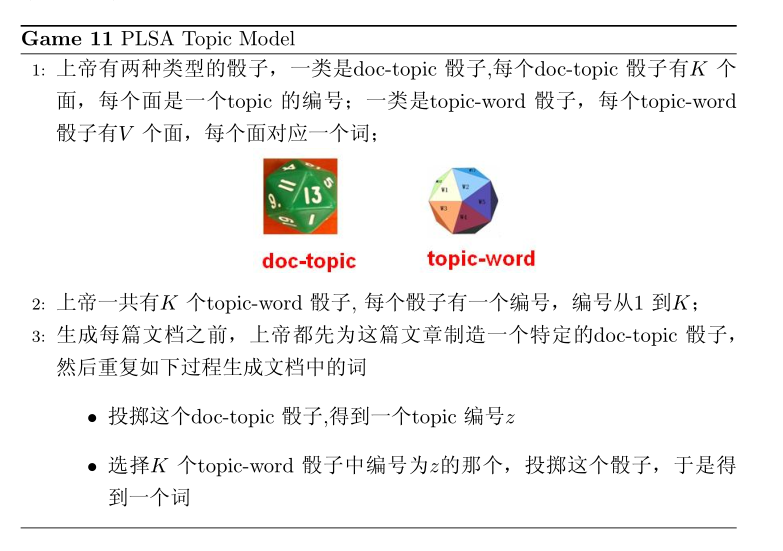 Game 11 PLSA Topic Model
1: 上帝有两种类型的骰子，一类是doc-topic 骰子,每个doc-topic 骰子有K 个
面，每个面是一个topic 的编号；一类是topic-word 骰子，每个topic-word
骰子有V 个面，每个面对应一个词；
11 13 9. 5 1
W1 W2 W3 W4 W5
doc-topic topic-word
2: 上帝一共有K 个topic-word 骰子, 每个骰子有一个编号，编号从1 到K；
3: 生成每篇文档之前，上帝都先为这篇文章制造一个特定的doc-topic 骰子，
然后重复如下过程生成文档中的词
• 投掷这个doc-topic 骰子,得到一个topic 编号z
• 选择K 个topic-word 骰子中编号为z的那个，投掷这个骰子，于是得
到一个词